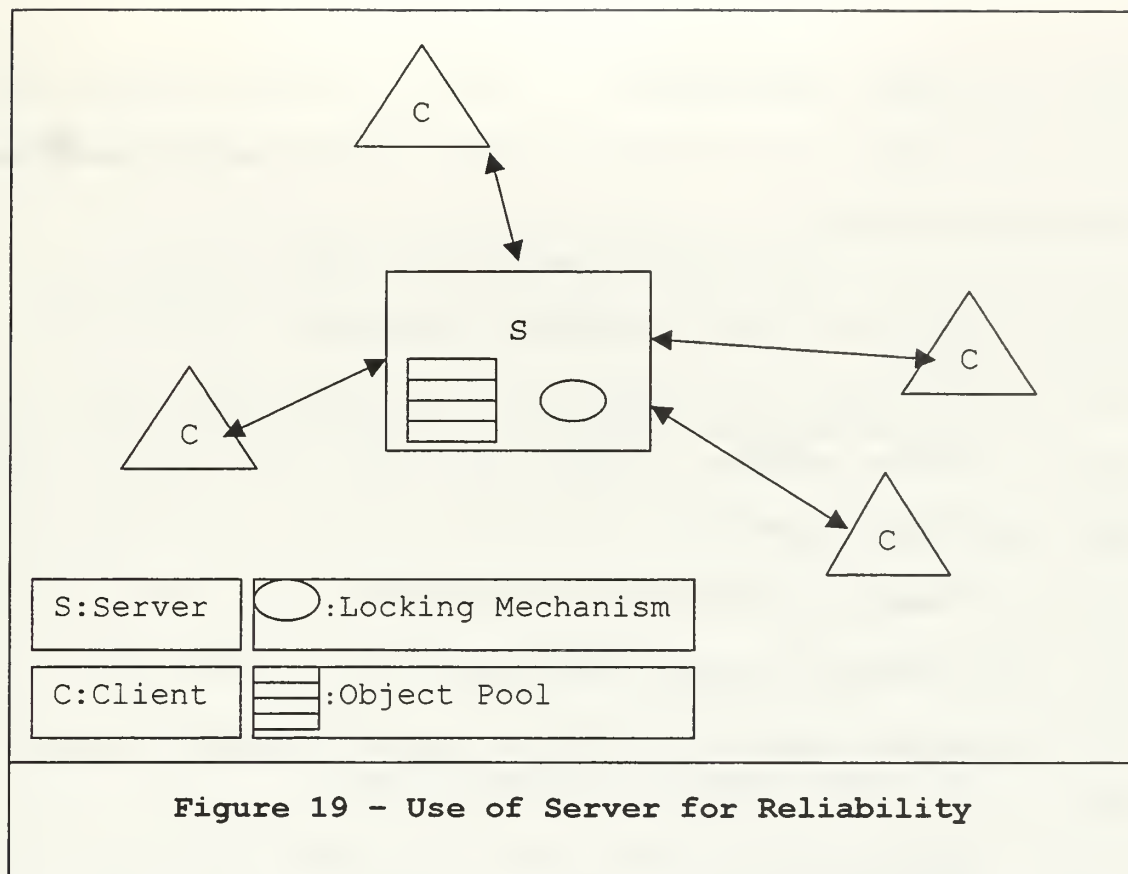 C
S
C
C
C
S:Server
:Locking Mechanism
C:Client
:Object Pool
Figure 19 - Use of Server for Reliability